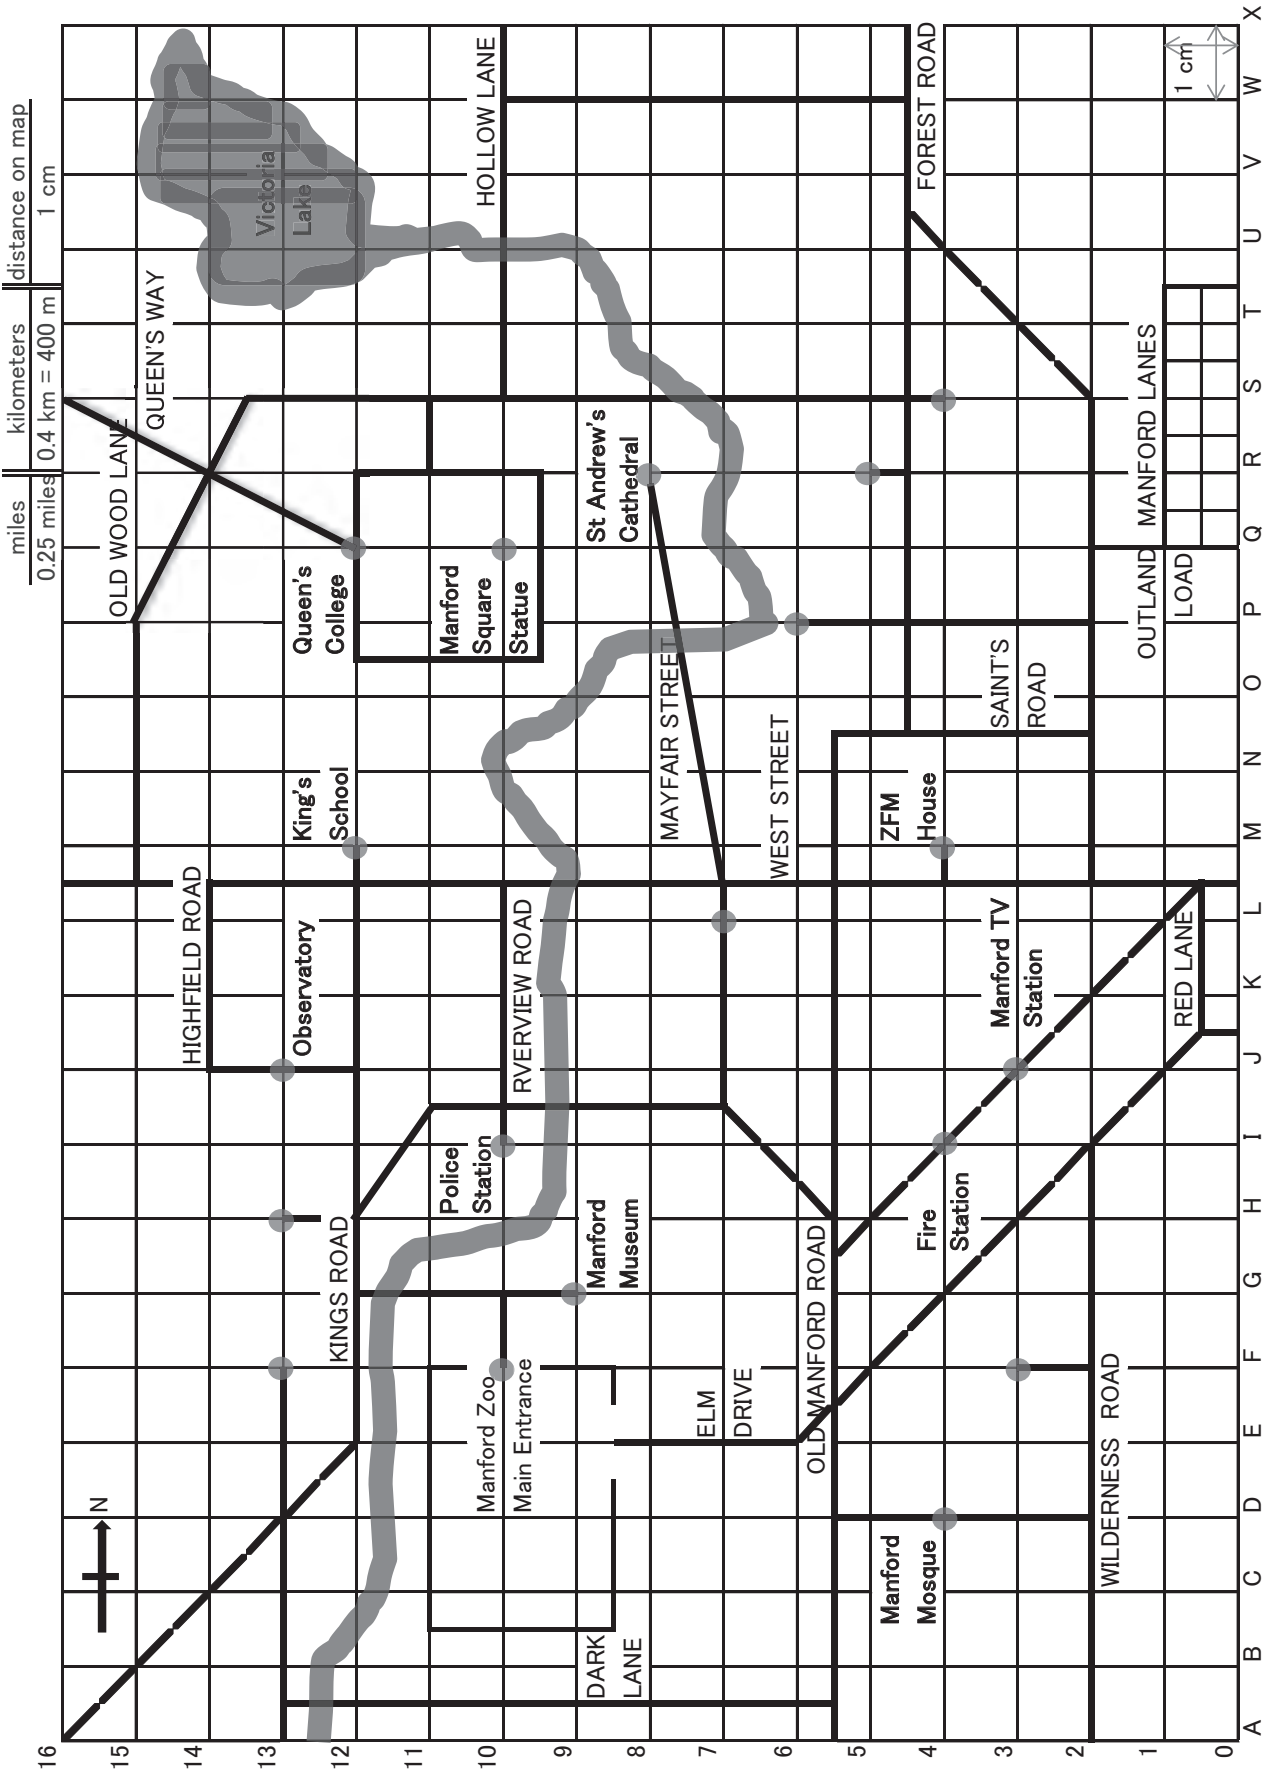 miles
kilometers
distance on map
0.25 miles
0.4 km = 400 m
1 cm
N
OLD WOOD LANE
QUEEN'S WAY
HIGHFIELD ROAD
Victoria
Lake
Observatory
King's
School
Queen's
College
KINGS ROAD
Police
Station
Manford
Square
Statue
HOLLOW LANE
Manford Zoo
Main Entrance
RVERVIEW ROAD
Manford
Museum
St Andrew's
Cathedral
DARK
LANE
ELM
DRIVE
MAYFAIR STREET
WEST STREET
OLD MANFORD ROAD
Manford
Mosque
Fire
Station
ZFM
House
FOREST ROAD
Manford TV
Station
SAINT'S
ROAD
WILDERNESS ROAD
OUTLAND
LOAD
MANFORD LANES
RED LANE
1 cm
16
15
14
13
12
11
10
9
8
7
6
5
4
3
2
1
0
A B C D E F G H I J K L M N O P Q R S T U V W X